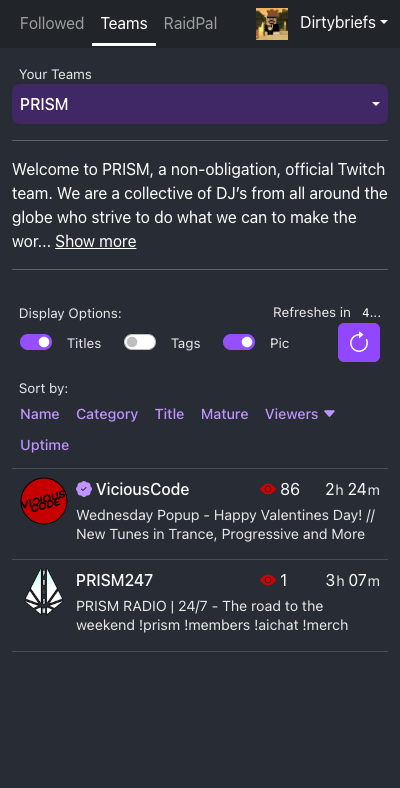 Followed Teams RaidPal Dirtybriefs
Your Teams
PRISM
Welcome to PRISM, a non-obligation, official Twitch
team. We are a collective of DJ's from all around the
globe who strive to do what we can to make the
wor... Show more
Display Options: Refreshes in 4...
Titles Tags Pic
Sort by:
Name Category Title Mature Viewers
Uptime
VICIOUS
CODE
ViciousCode 86 2h 24m
Wednesday Popup - Happy Valentines Day! //
New Tunes in Trance, Progressive and More
PRISM247 1 3h 07m
PRISM RADIO | 24/7 - The road to the
weekend !prism !members !aichat !merch